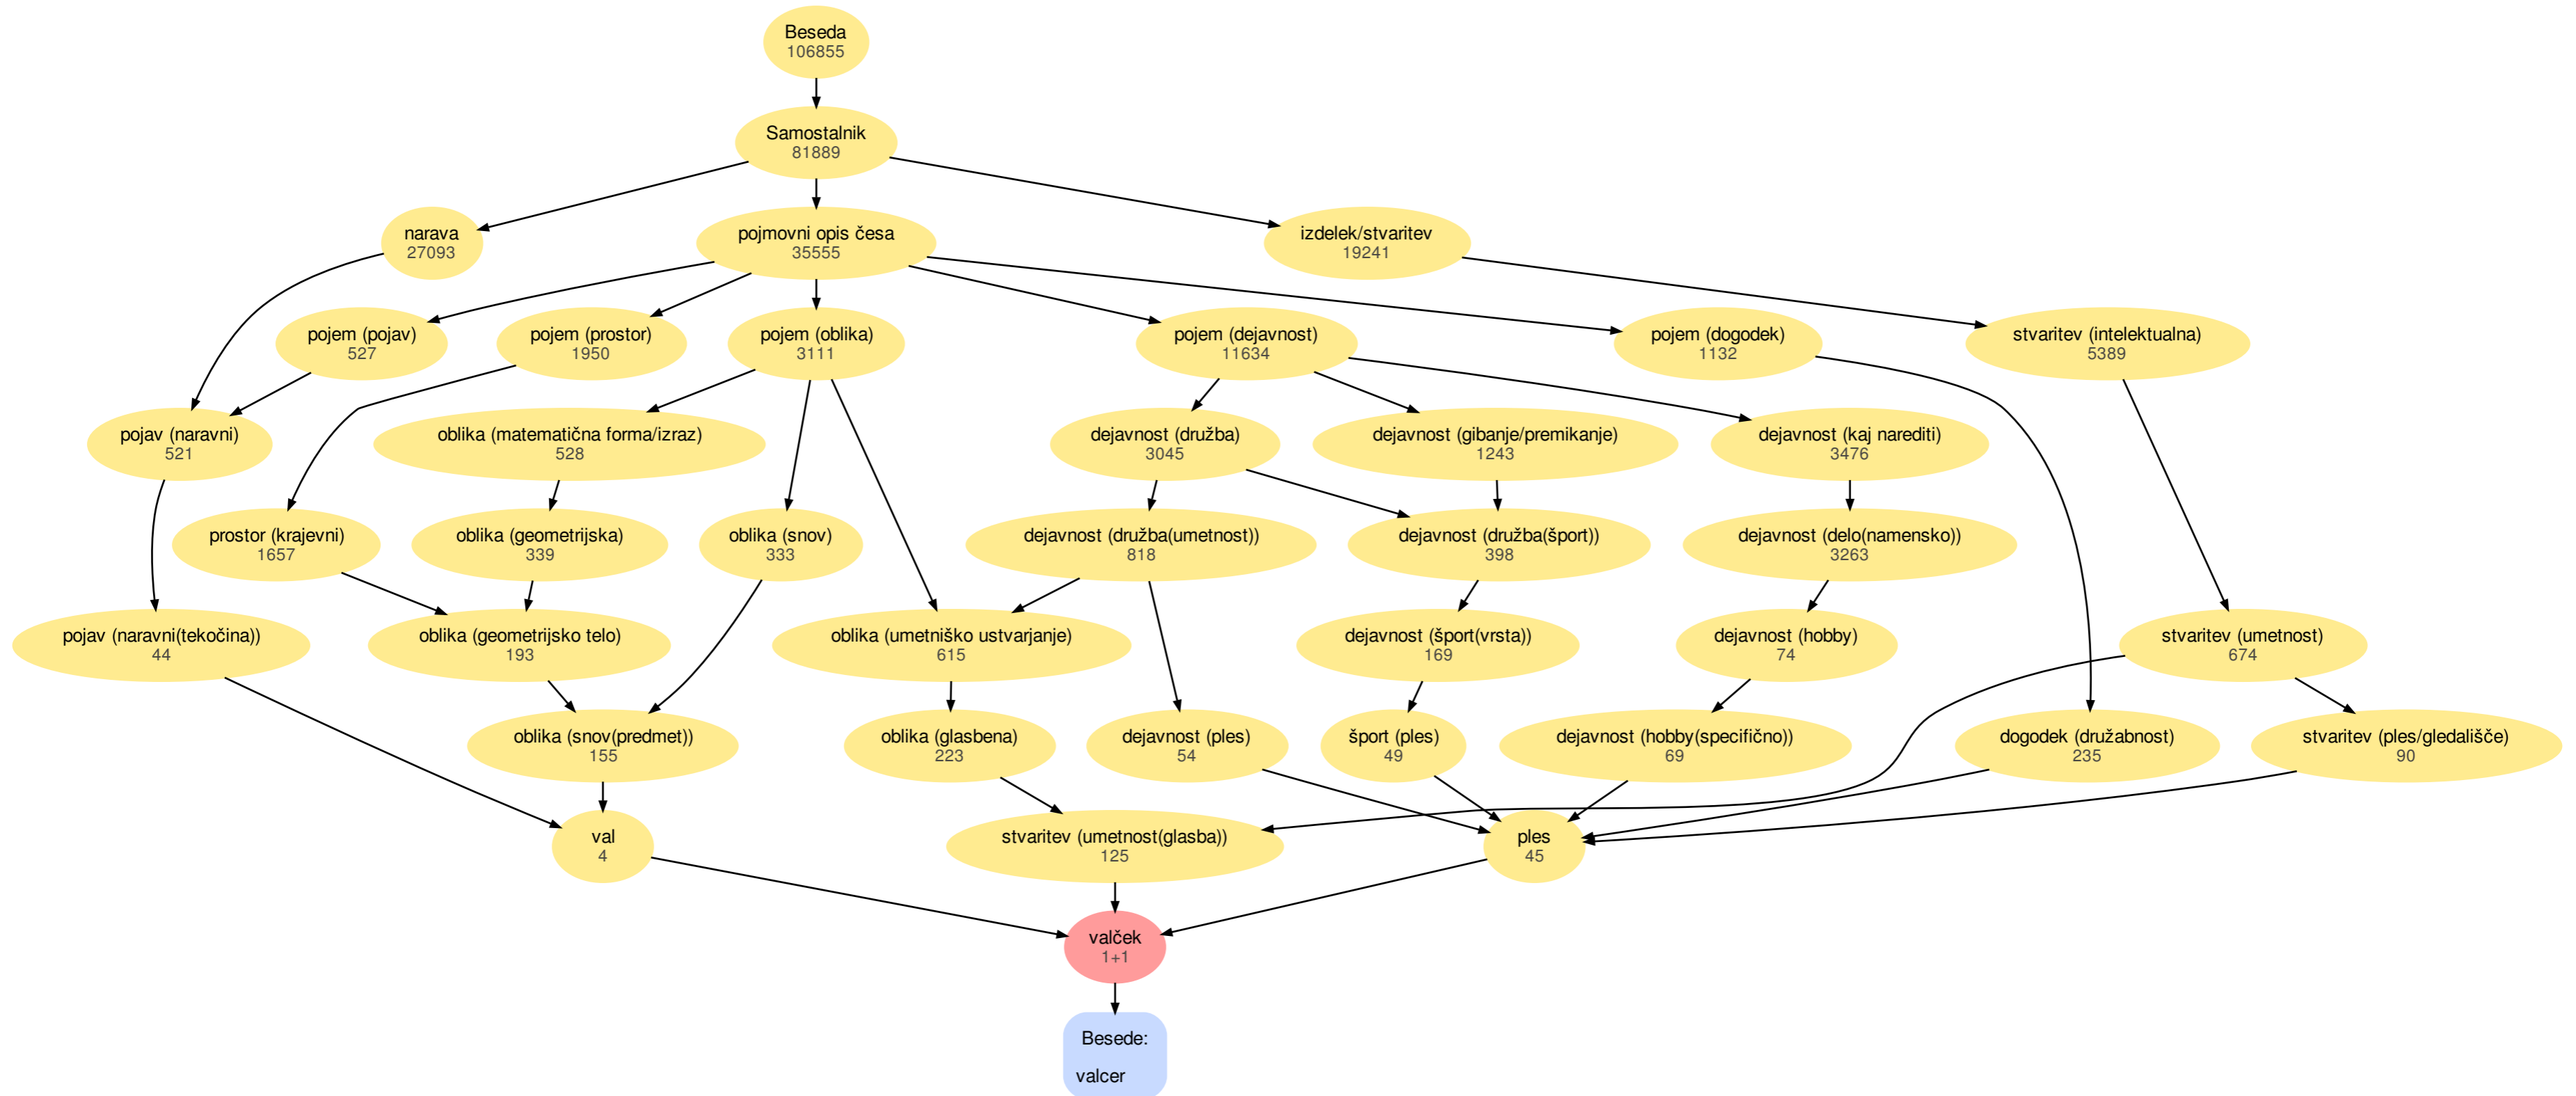 Beseda
106855
Samostalnik
81889
narava
27093
pojmovni opis česa
35555
izdelek/stvaritev
19241
pojem (pojav)
527
pojem (prostor)
1950
pojem (oblika)
3111
pojem (dejavnost)
11634
pojem (dogodek)
1132
stvaritev (intelektualna)
5389
pojav (naravni)
521
oblika (matematična forma/izraz)
528
dejavnost (družba)
3045
dejavnost (gibanje/premikanje)
1243
dejavnost (kaj narediti)
3476
prostor (krajevni)
1657
oblika (geometrijska)
339
oblika (snov)
333
dejavnost (družba(umetnost))
818
dejavnost (družba(šport))
398
dejavnost (delo(namensko))
3263
pojav (naravni(tekočina))
44
oblika (geometrijsko telo)
193
oblika (umetniško ustvarjanje)
615
dejavnost (šport(vrsta))
169
dejavnost (hobby)
74
stvaritev (umetnost)
674
oblika (snov(predmet))
155
oblika (glasbena)
223
dejavnost (ples)
54
šport (ples)
49
dejavnost (hobby(specifično))
69
dogodek (družabnost)
235
stvaritev (ples/gledališče)
90
val
4
stvaritev (umetnost(glasba))
125
ples
45
valček
1+1
Besede:
valcer